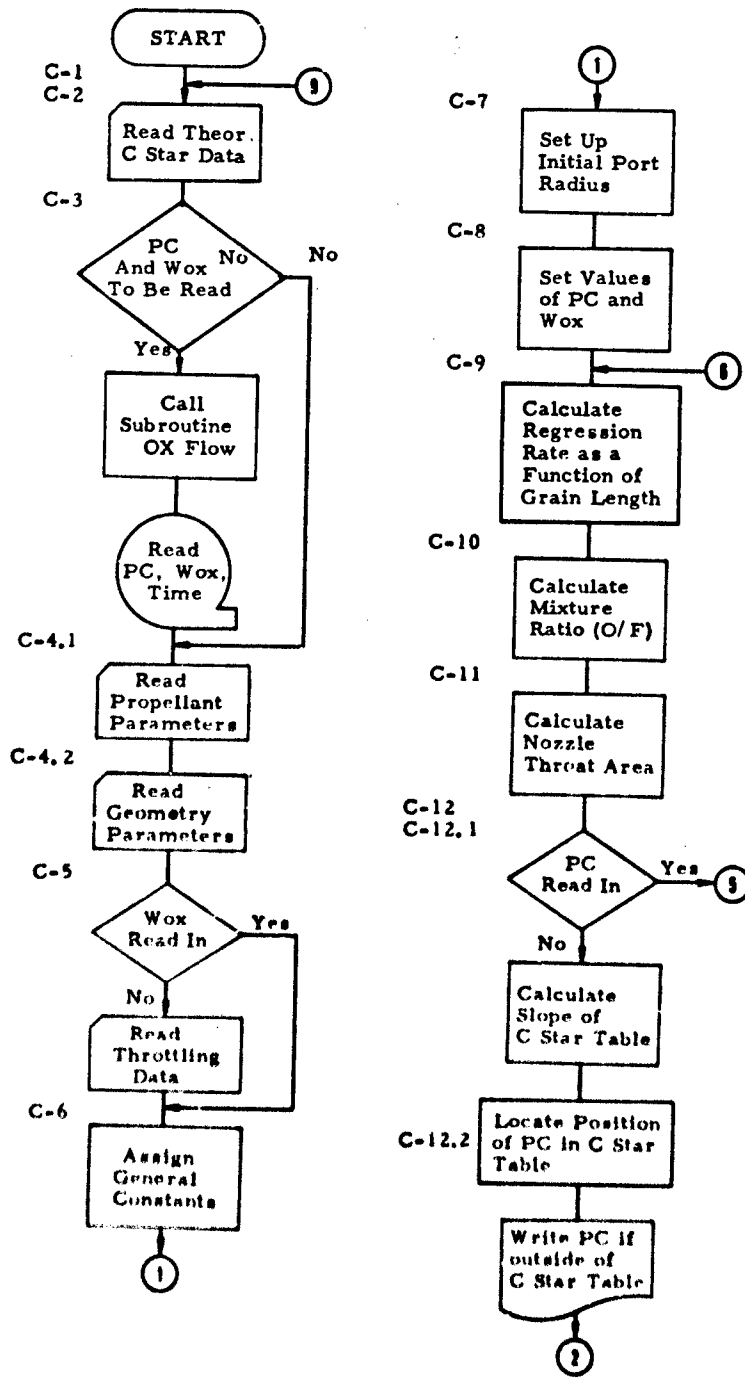 START
C-1
C-2
9
Read Theor.
C Star Data
C-3
PC
And Wox No
To Be Read
No
Yes
Call
Subroutine
OX Flow
Read
PC, Wox,
Time
C-4.1
Read
Propellant
Parameters
C-4.2
Read
Geometry
Parameters
C-5
Wox
Read In
Yes
No
Read
Throttling
Data
C-6
Assign
General
Constants
1
1
C-7
Set Up
Initial Port
Radius
C-8
Set Values
of PC and
Wox
C-9
Calculate
Regression
Rate as a
Function of
Grain Length
C-10
Calculate
Mixture
Ratio (O/F)
C-11
Calculate
Nozzle
Throat Area
C-12
C-12.1
PC
Read In
Yes
No
Calculate
Slope of
C Star Table
C-12.2
Locate Position
of PC in C Star
Table
Write PC if
outside of
C Star Table
2